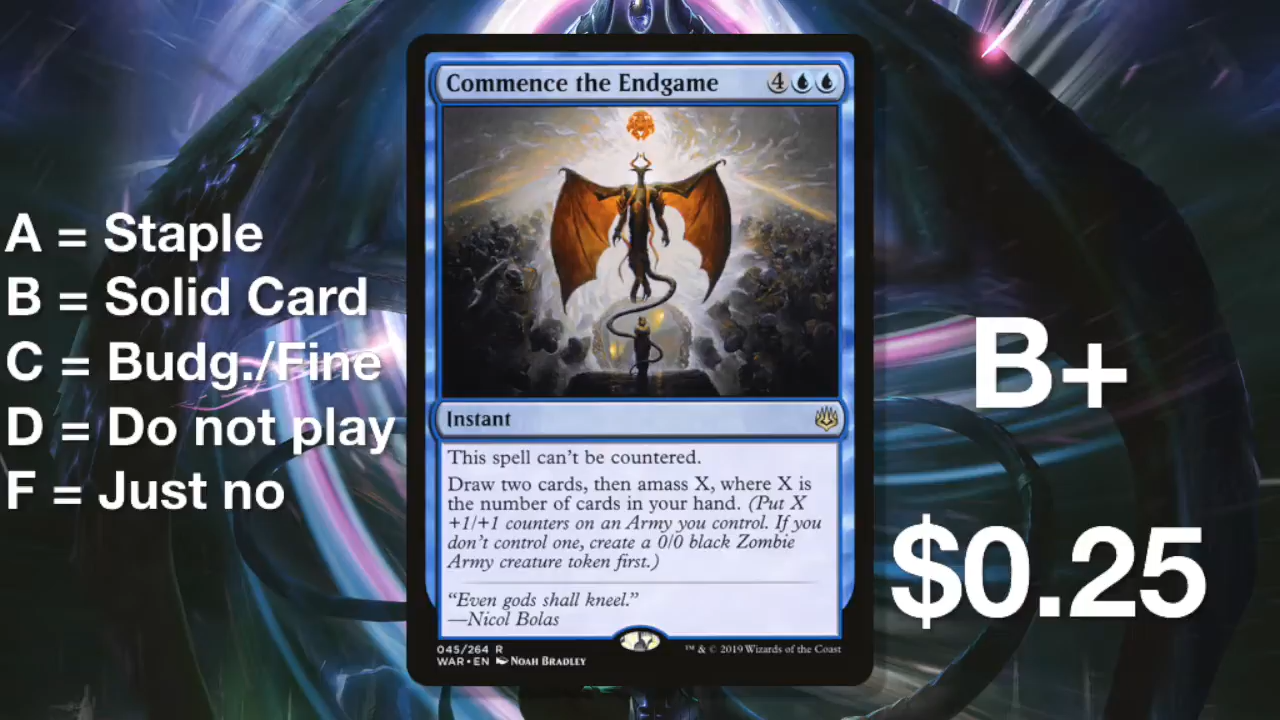 A = Staple
B = Solid Card
C = Budg./Fine
D = Do not play
F = Just no
Commence the Endgame 4
Instant
This spell can't be countered.
Draw two cards, then amass X, where X is
the number of cards in your hand. (Put X
+1/+1 counters on an Army you control. If you
don't control one, create a 0/0 black Zombie
Army creature token first.)
"Even gods shall kneel."
—Nicol Bolas
045/264 R
WAR • EN Noah Bradley
™ & © 2019 Wizards of the Coast
B+
$0.25